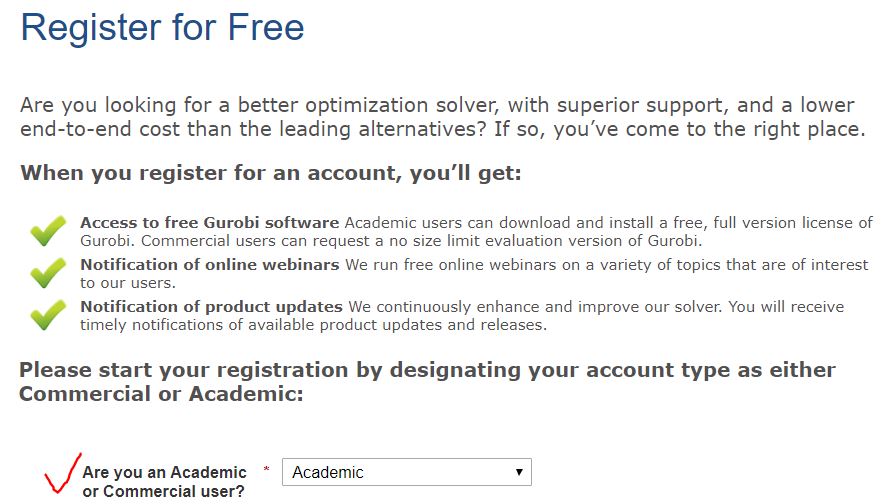 Register for Free
Are you looking for a better optimization solver, with superior support, and a lower
end-to-end cost than the leading alternatives? If so, you’ve come to the right place.
When you register for an account, you’ll get:
Access to free Gurobi software Academic users can download and install a free, full version license of
Gurobi. Commercial users can request a no size limit evaluation version of Gurobi.
Notification of online webinars We run free online webinars on a variety of topics that are of interest
to our users.
Notification of product updates We continuously enhance and improve our solver. You will receive
timely notifications of available product updates and releases.
Please start your registration by designating your account type as either
Commercial or Academic:
Are you an Academic * Academic
or Commercial user?